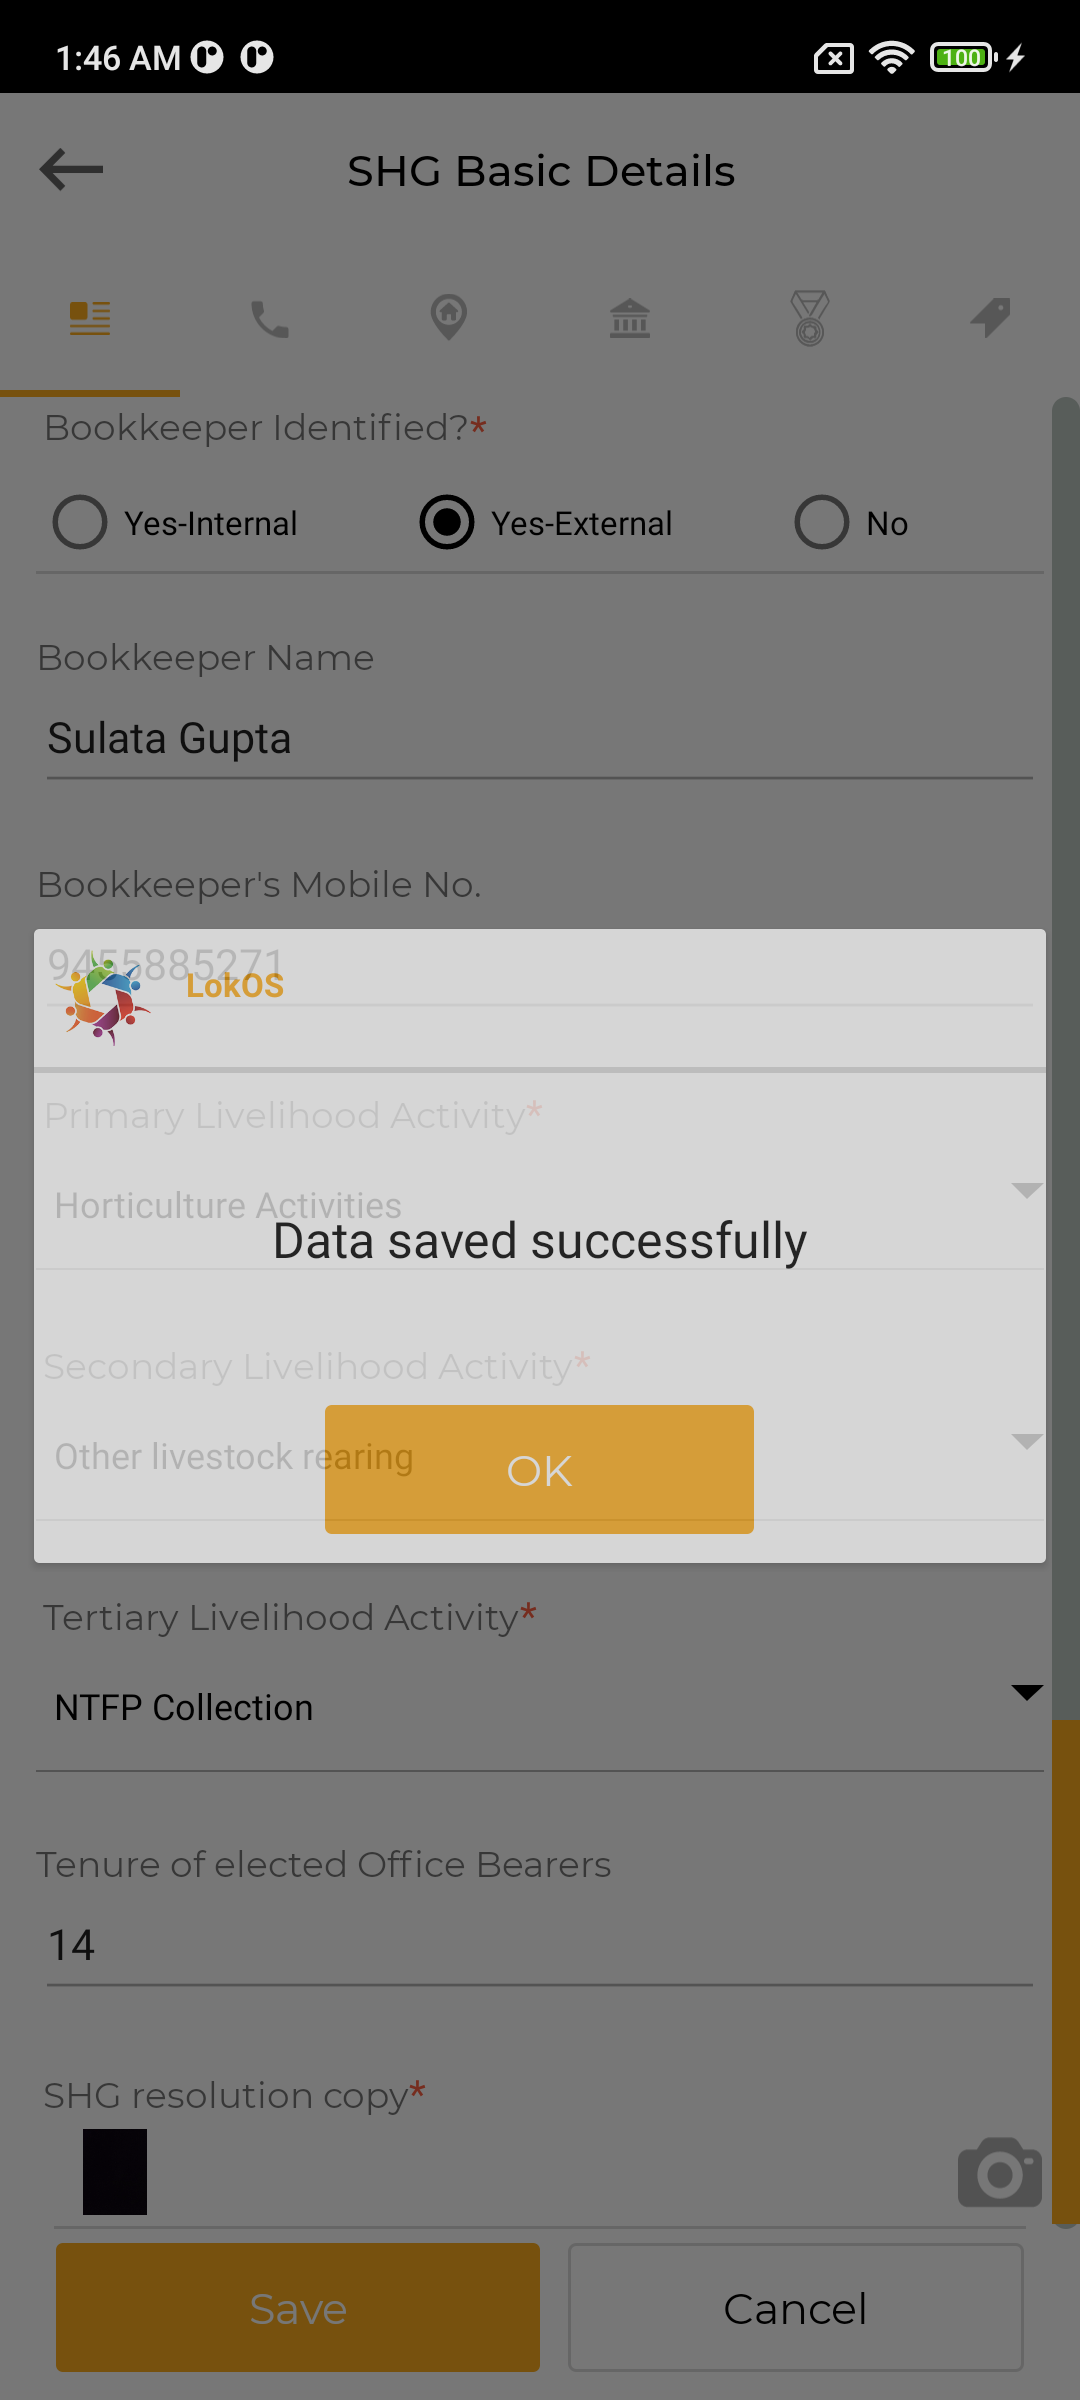 1:46 AM
100
SHG Basic Details
Bookkeeper Identified?*
Yes-Internal Yes-External No
Bookkeeper Name
Sulata Gupta
Bookkeeper's Mobile No.
9455885271
LokOS
Primary Livelihood Activity*
Horticulture Activities
Data saved successfully
Secondary Livelihood Activity*
Other livestock rearing
OK
Tertiary Livelihood Activity*
NTFP Collection
Tenure of elected Office Bearers
14
SHG resolution copy*
Save Cancel